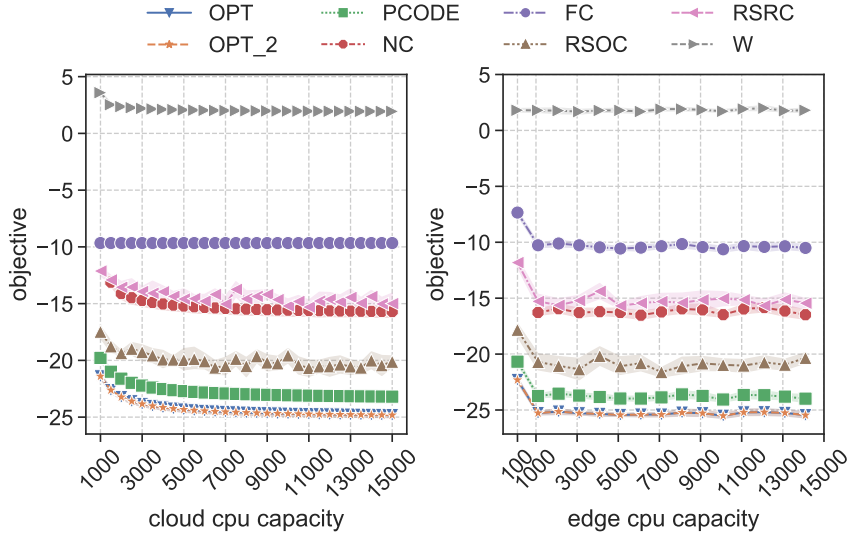 OPT PCODE FC RSRC
OPT_2 NC RSOC W
5
0
−5
−10
−15
−20
−25
objective
1000 3000 5000 7000 9000 11000 13000 15000
cloud cpu capacity
5
0
−5
−10
−15
−20
−25
objective
100 1000 3000 5000 7000 9000 11000 13000 15000
edge cpu capacity